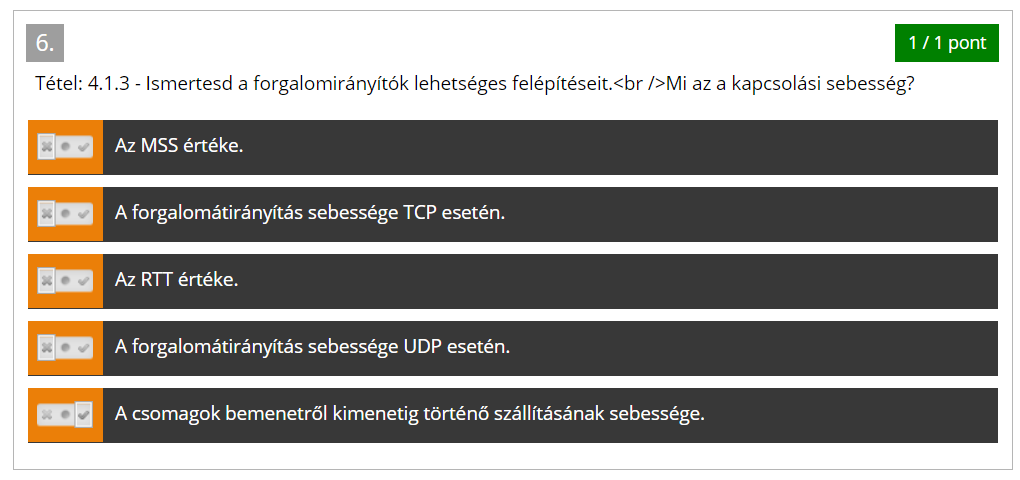 6.
1 / 1 pont
Tétel: 4.1.3 - Ismertesd a forgalomirányítók lehetséges felépítéseit.<br />Mi az a kapcsolási sebesség?
Az MSS értéke.
A forgalomátirányítás sebessége TCP esetén.
Az RTT értéke.
A forgalomátirányítás sebessége UDP esetén.
A csomagok bemenetről kimenetig történő szállításának sebessége.